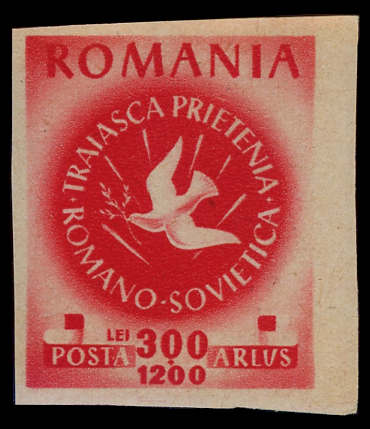 ROMANIA
· TRAIASCA PRIETENIA ·
ROMANO-SOVIETICA
LEI 300
POSTA ARLUS
1200